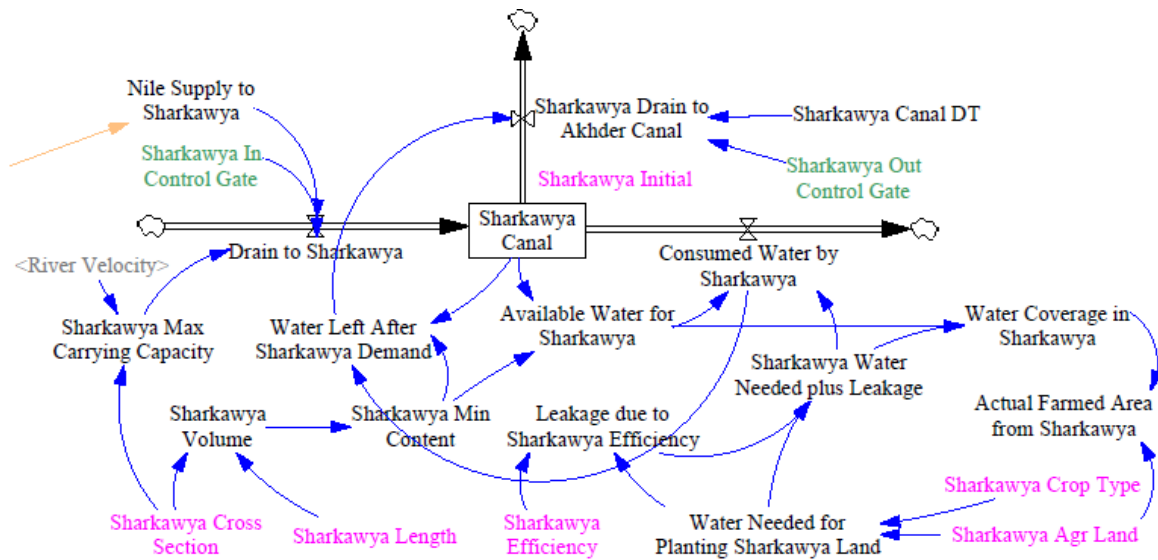 Nile Supply to
Sharkawya
Sharkawya In
Control Gate
Sharkawya Drain to
Akhder Canal
Sharkawya Canal DT
Sharkawya Initial
Sharkawya Out
Control Gate
Sharkawya
Canal
Drain to Sharkawya
Consumed Water by
Sharkawya
<River Velocity>
Sharkawya Max
Carrying Capacity
Water Left After
Sharkawya Demand
Available Water for
Sharkawya
Water Coverage in
Sharkawya
Sharkawya Water
Needed plus Leakage
Sharkawya
Volume
Sharkawya Min
Content
Leakage due to
Sharkawya Efficiency
Actual Farmed Area
from Sharkawya
Sharkawya Crop Type
Sharkawya Cross
Section
Sharkawya Length
Sharkawya
Efficiency
Water Needed for
Planting Sharkawya Land
Sharkawya Agr Land